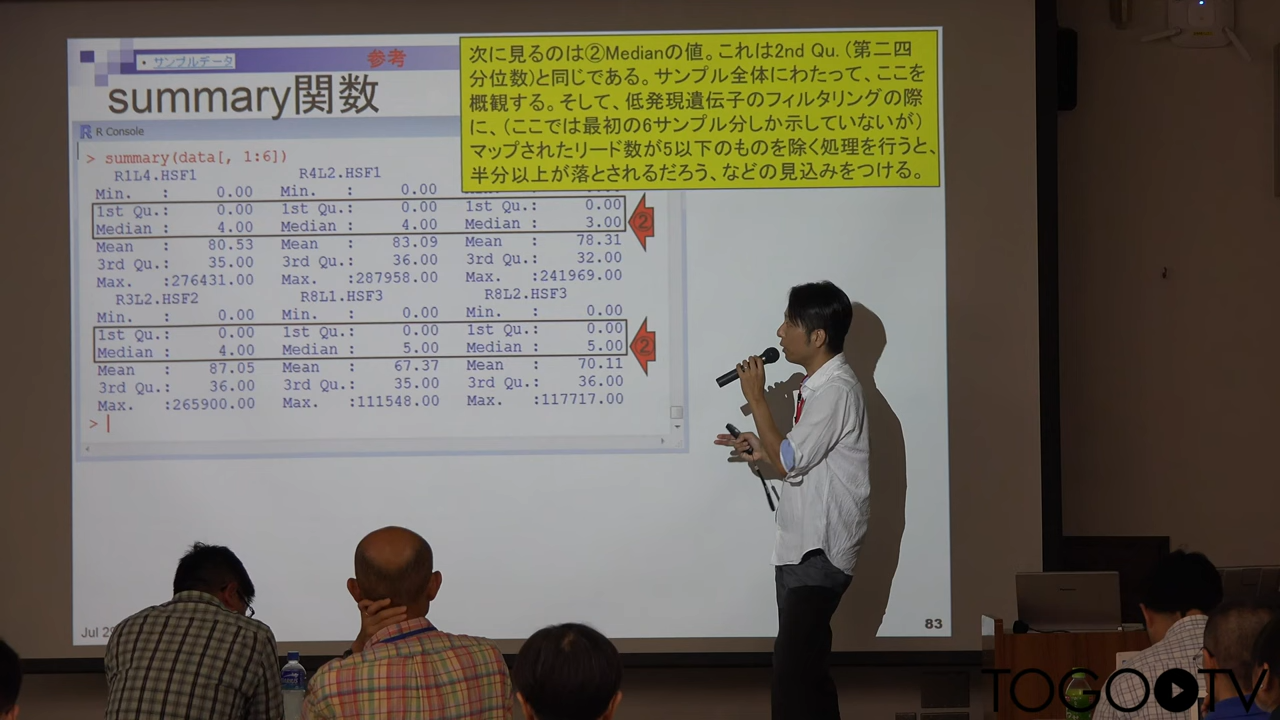 サンプルデータ
参考
summary関数
次に見るのは②Medianの値。これは2nd Qu. (第二四
分位数)と同じである。サンプル全体にわたって、ここを
概観する。そして、低発現遺伝子のフィルタリングの際
に、(ここでは最初の6サンプル分しか示していないが)
マップされたリード数が5以下のものを除く処理を行うと、
半分以上が落とされるだろう、などの見込みをつける。
R Console
> summary(data[, 1:6])
R1L4.HSF1 R4L2.HSF1
Min. : 0.00 Min. : 0.00
1st Qu.: 0.00 1st Qu.: 0.00 1st Qu.: 0.00
Median : 4.00 Median : 4.00 Median : 3.00
②
Mean : 80.53 Mean : 83.09 Mean : 78.31
3rd Qu.: 35.00 3rd Qu.: 36.00 3rd Qu.: 32.00
Max. :276431.00 Max. :287958.00 Max. :241969.00
R3L2.HSF2 R8L1.HSF3 R8L2.HSF3
Min. : 0.00 Min. : 0.00 Min. : 0.00
1st Qu.: 0.00 1st Qu.: 0.00 1st Qu.: 0.00
Median : 4.00 Median : 5.00 Median : 5.00
②
Mean : 87.05 Mean : 67.37 Mean : 70.11
3rd Qu.: 36.00 3rd Qu.: 35.00 3rd Qu.: 36.00
Max. :265900.00 Max. :111548.00 Max. :117717.00
>
Jul 2
83
TOGO TV